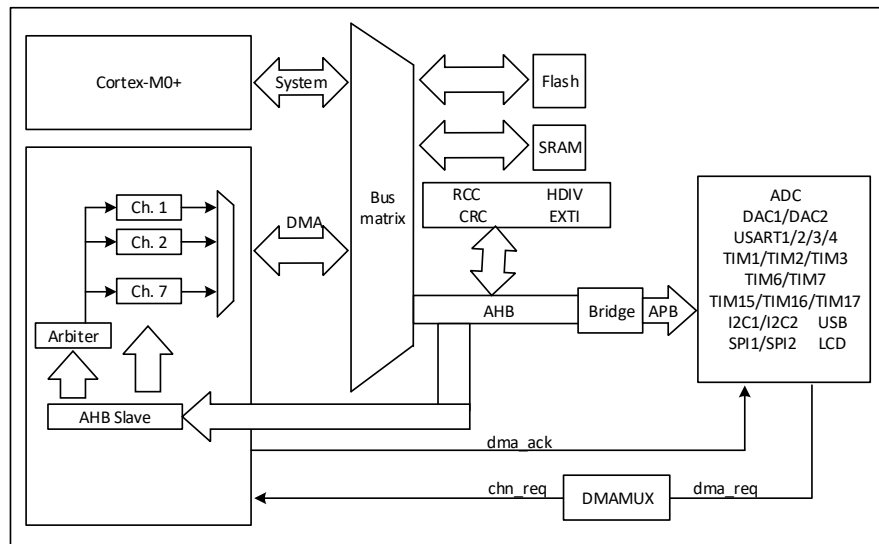 Cortex-M0+
System
Flash
SRAM
Bus
matrix
RCC HDIV
CRC EXTI
Ch. 1
Ch. 2
Ch. 7
DMA
Arbiter
AHB Slave
AHB
Bridge
APB
ADC
DAC1/DAC2
USART1/2/3/4
TIM1/TIM2/TIM3
TIM6/TIM7
TIM15/TIM16/TIM17
I2C1/I2C2 USB
SPI1/SPI2 LCD
dma_ack
chn_req
DMAMUX
dma_req